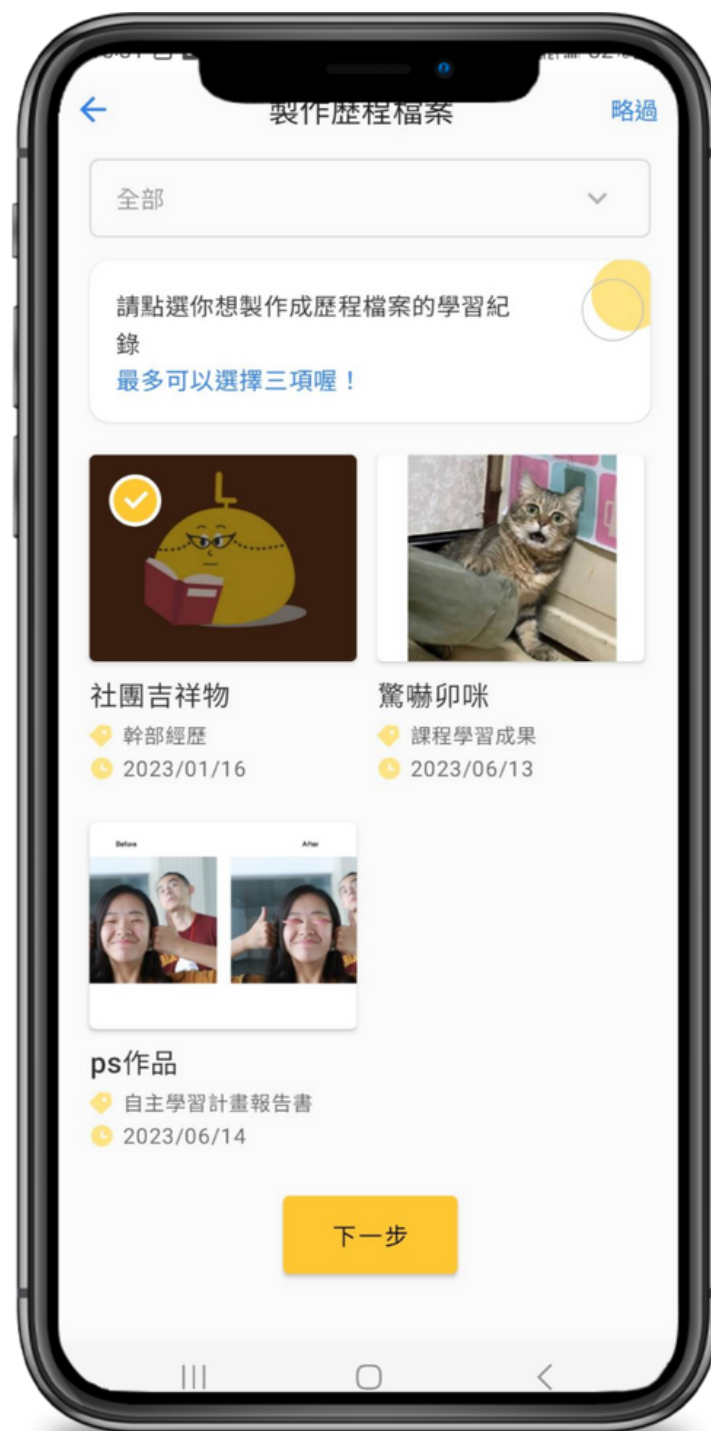 製作歷程檔案
略過
全部
請點選你想製作成歷程檔案的學習紀
錄
最多可以選擇三項喔！
社團吉祥物
幹部經歷
2023/01/16
驚嚇卯咪
課程學習成果
2023/06/13
Before
After
ps作品
自主學習計畫報告書
2023/06/14
下一步